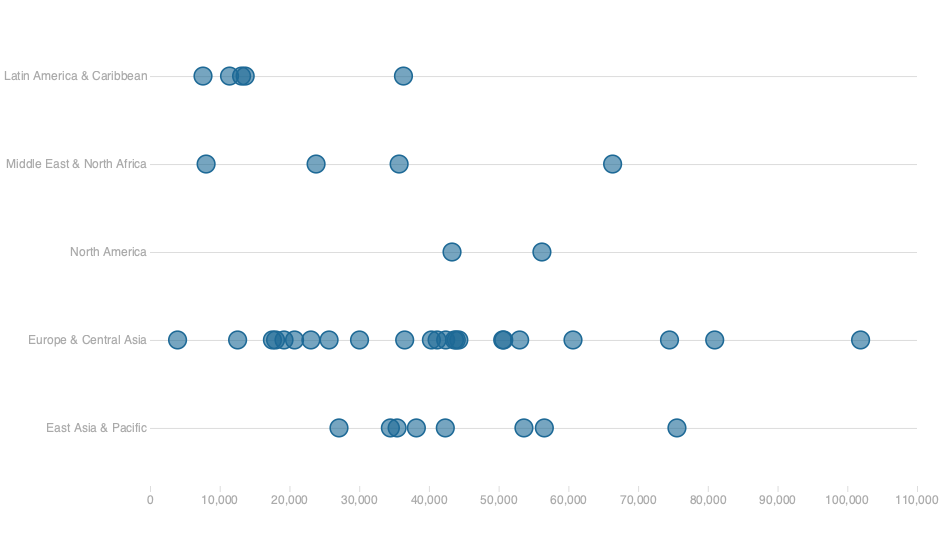 Latin America & Caribbean
Middle East & North Africa
North America
Europe & Central Asia
East Asia & Pacific
0 10,000 20,000 30,000 40,000 50,000 60,000 70,000 80,000 90,000 100,000 110,000